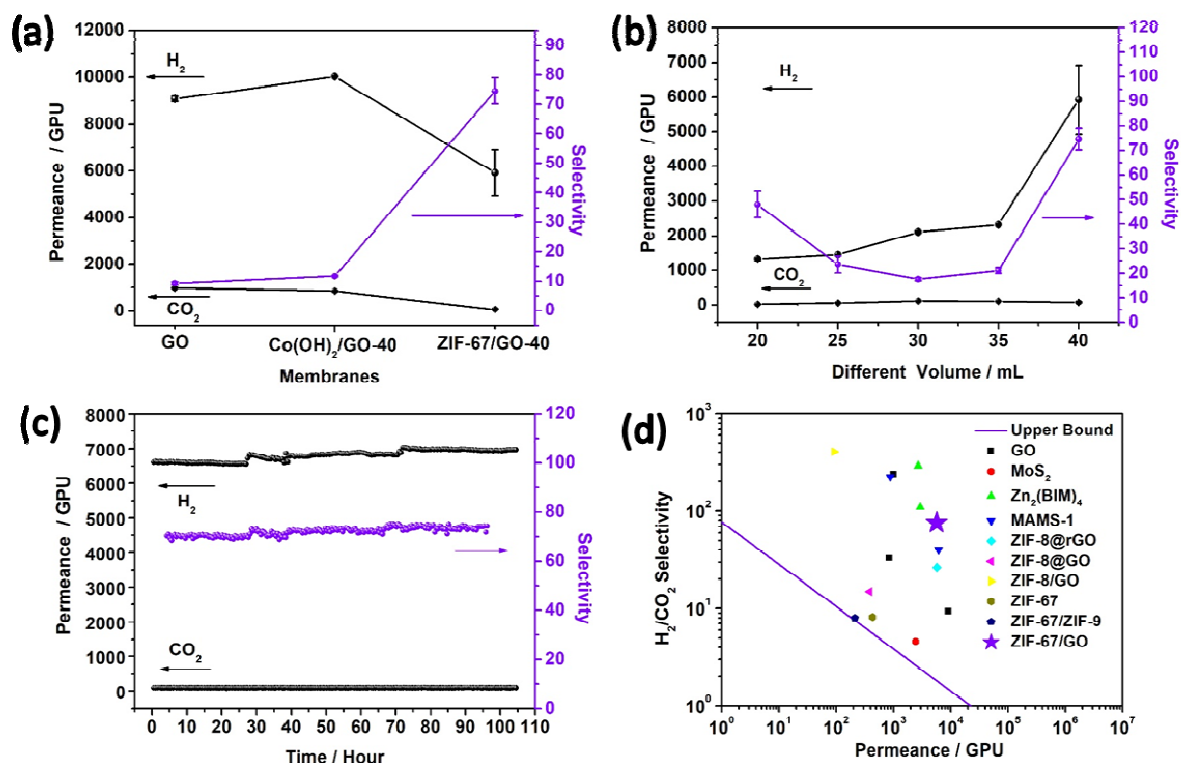 (a)
12000
10000
8000
6000
4000
2000
0
Permeance / GPU
H2
CO2
90
80
70
60
50
40
30
20
10
0
Selectivity
GO
Co(OH)2/GO-40
ZIF-67/GO-40
Membranes
(b)
8000
7000
6000
5000
4000
3000
2000
1000
0
Permeance / GPU
H2
CO2
120
110
100
90
80
70
60
50
40
30
20
10
0
Selectivity
20
25
30
35
40
Different Volume / mL
(c)
8000
7000
6000
5000
4000
3000
2000
1000
0
Permeance / GPU
H2
CO2
120
100
80
60
40
20
0
Selectivity
0 10 20 30 40 50 60 70 80 90 100 110
Time / Hour
(d)
10^3
10^2
10^1
10^0
H2/CO2 Selectivity
Upper Bound
GO
MoS2
Zn2(BIM)4
MAMS-1
ZIF-8@rGO
ZIF-8@GO
ZIF-8/GO
ZIF-67
ZIF-67/ZIF-9
ZIF-67/GO
10^0 10^1 10^2 10^3 10^4 10^5 10^6 10^7
Permeance / GPU